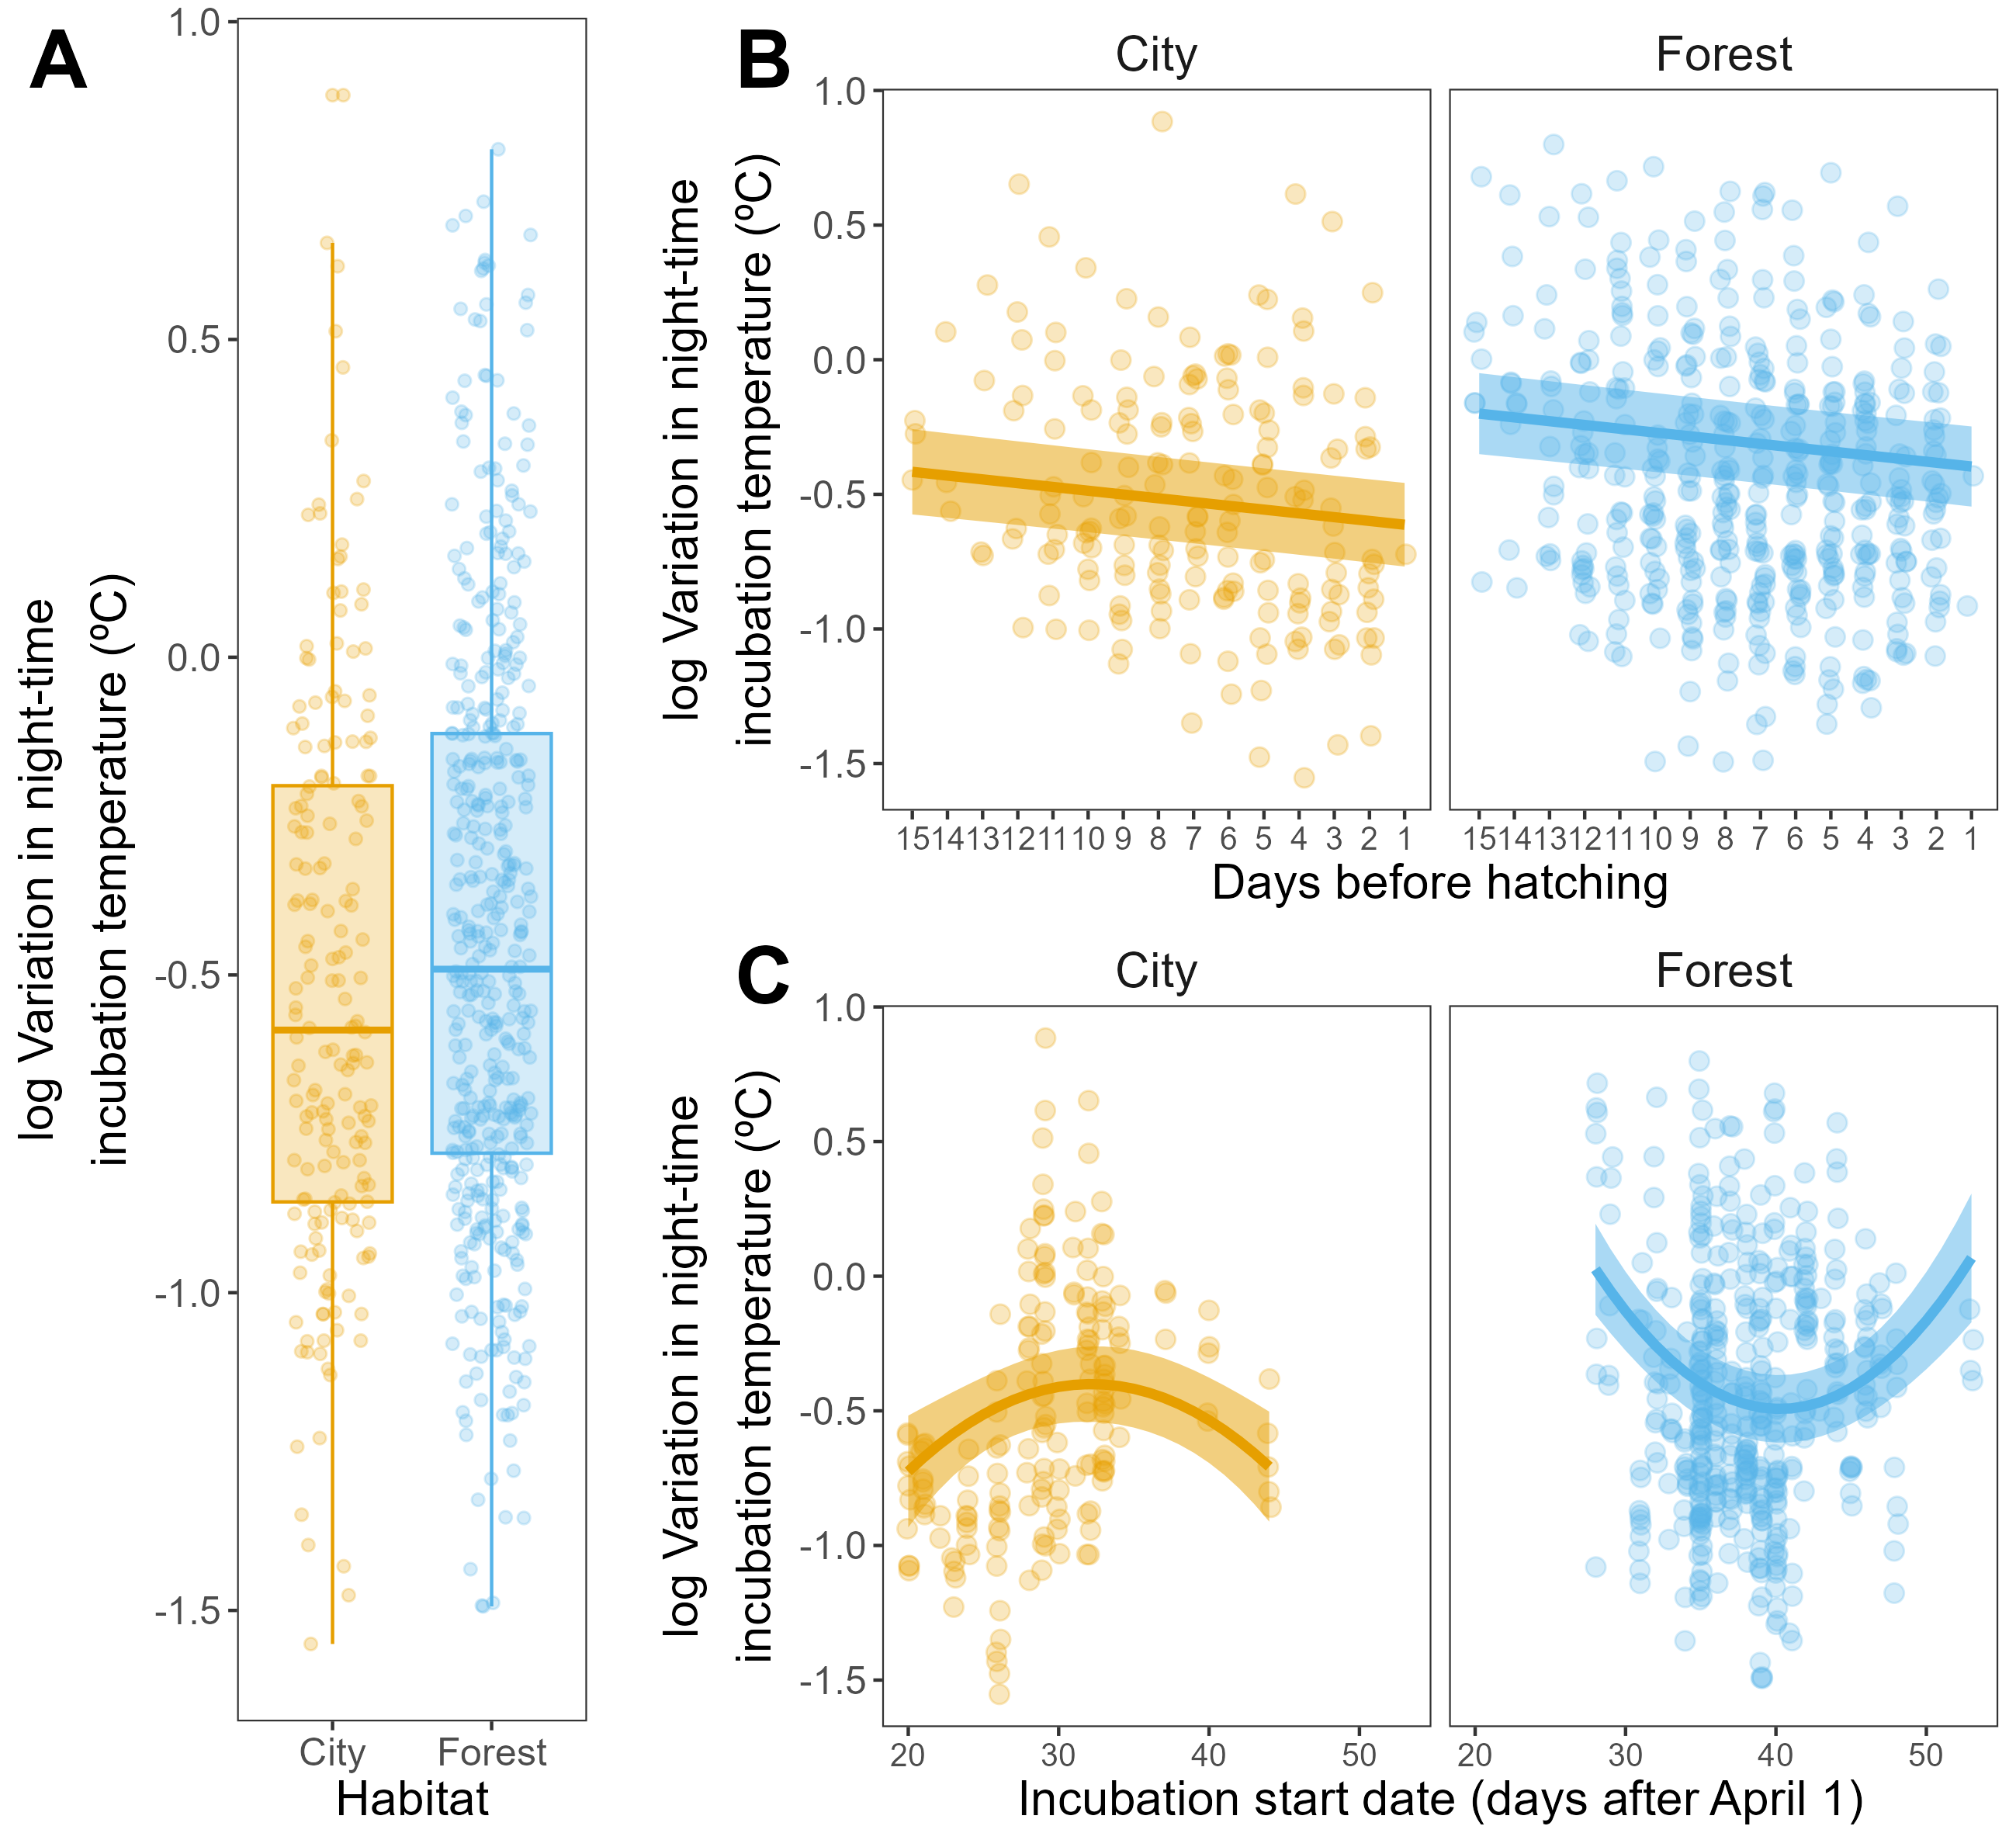 A
1.0
0.5
0.0
-0.5
-1.0
-1.5
log Variation in night-time
incubation temperature (ºC)
City Forest
Habitat
B
City Forest
1.0
0.5
0.0
-0.5
-1.0
-1.5
log Variation in night-time
incubation temperature (ºC)
15 14 13 12 11 10 9 8 7 6 5 4 3 2 1 15 14 13 12 11 10 9 8 7 6 5 4 3 2 1
Days before hatching
C
City Forest
1.0
0.5
0.0
-0.5
-1.0
-1.5
log Variation in night-time
incubation temperature (ºC)
20 30 40 50 20 30 40 50
Incubation start date (days after April 1)